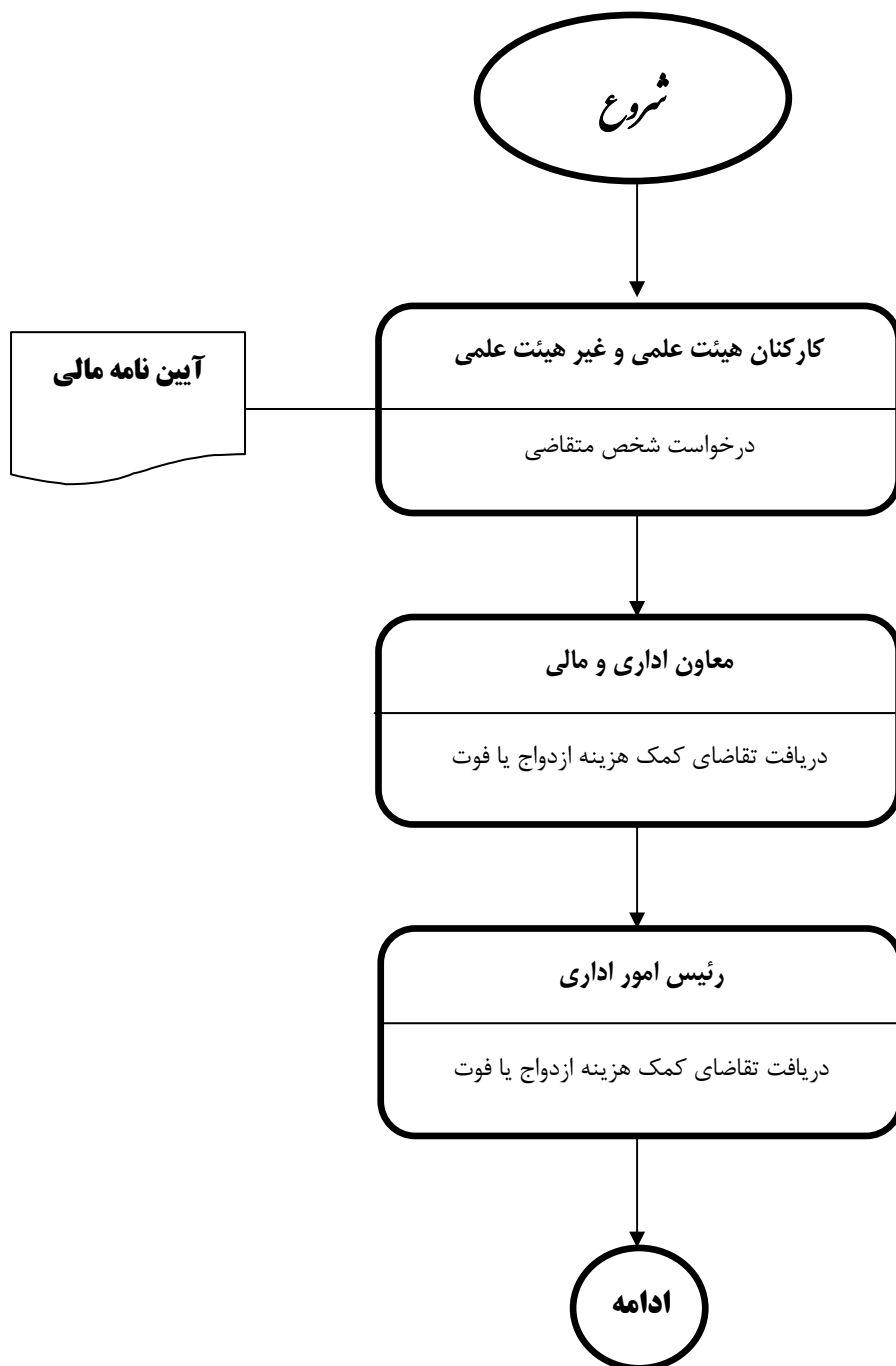 شروع
کارکنان هیئت علمی و غیر هیئت علمی
آیین نامه مالی
درخواست شخص متقاضی
معاون اداری و مالی
دریافت تقاضای کمک هزینه ازدواج یا فوت
رئیس امور اداری
دریافت تقاضای کمک هزینه ازدواج یا فوت
ادامه